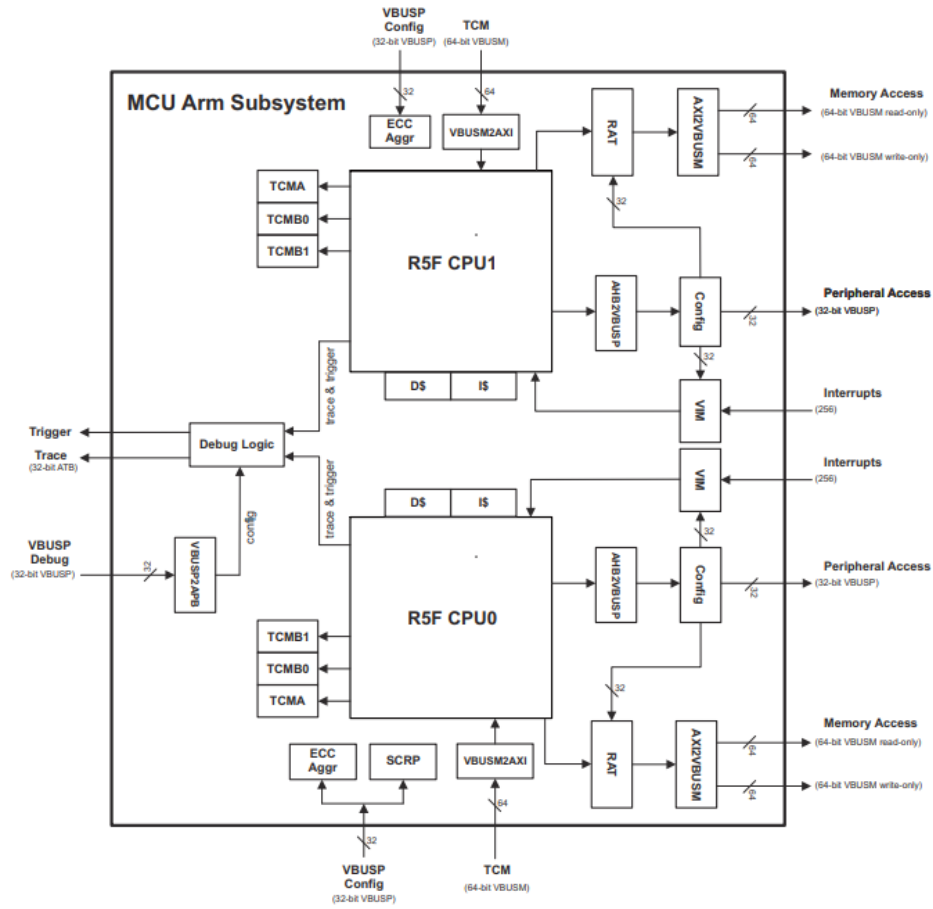 VBUSP
Config
(32-bit VBUSP)
TCM
(64-bit VBUSM)
MCU Arm Subsystem
32
64
ECC
Aggr
VBUSM2AXI
RAT
AXI2VBUSM
64
64
Memory Access
(64-bit VBUSM read-only)
(64-bit VBUSM write-only)
TCMA
TCMB0
TCMB1
R5F CPU1
32
AHB2VBUSP
Config
32
Peripheral Access
(32-bit VBUSP)
32
D$
I$
VIM
Interrupts
(256)
trace & trigger
Trigger
Trace
(32-bit ATB)
Debug Logic
trace & trigger
config
VIM
Interrupts
(256)
D$
I$
32
VBUSP
Debug
(32-bit VBUSP)
32
VBUSP2APB
R5F CPU0
AHB2VBUSP
Config
32
Peripheral Access
(32-bit VBUSP)
TCMB1
TCMB0
TCMA
32
ECC
Aggr
SCRP
VBUSM2AXI
RAT
AXI2VBUSM
64
64
Memory Access
(64-bit VBUSM read-only)
(64-bit VBUSM write-only)
32
64
VBUSP
Config
(32-bit VBUSP)
TCM
(64-bit VBUSM)